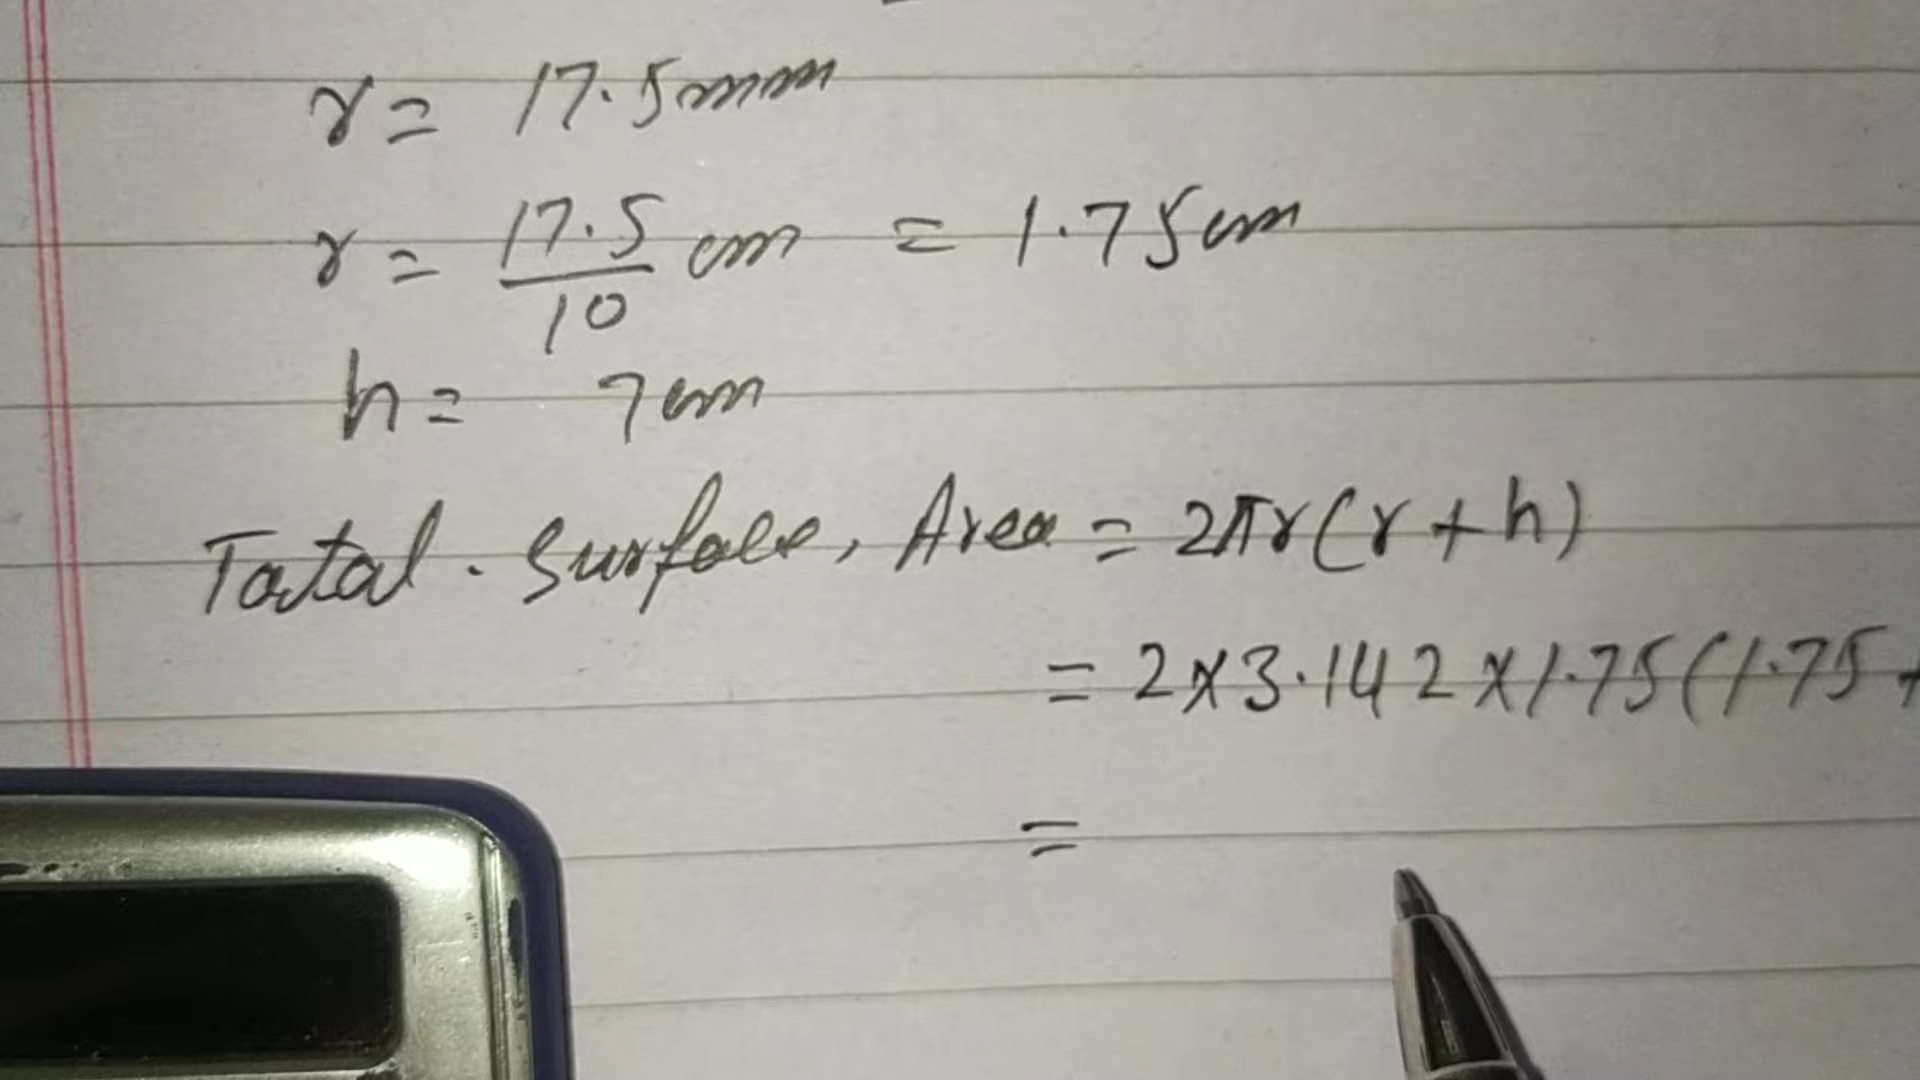 r = 17.5mm
r = 17.5/10 cm = 1.75cm
h = 7cm
Total. Surface, Area = 2πr(r+h)
= 2×3.142×1.75(1.75+
=